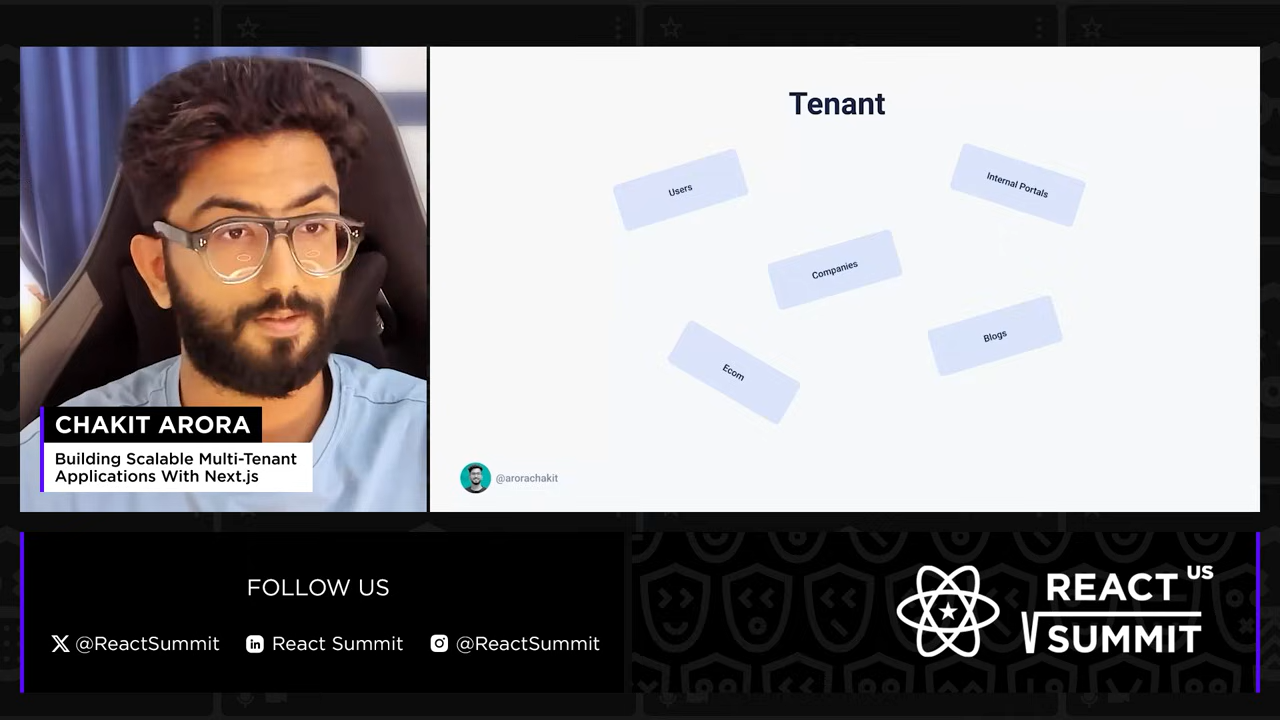 Tenant
Users
Internal Portals
Companies
Blogs
Ecom
@arorachakit
CHAKIT ARORA
Building Scalable Multi-Tenant
Applications With Next.js
FOLLOW US
@ReactSummit
React Summit
@ReactSummit
REACT US
SUMMIT